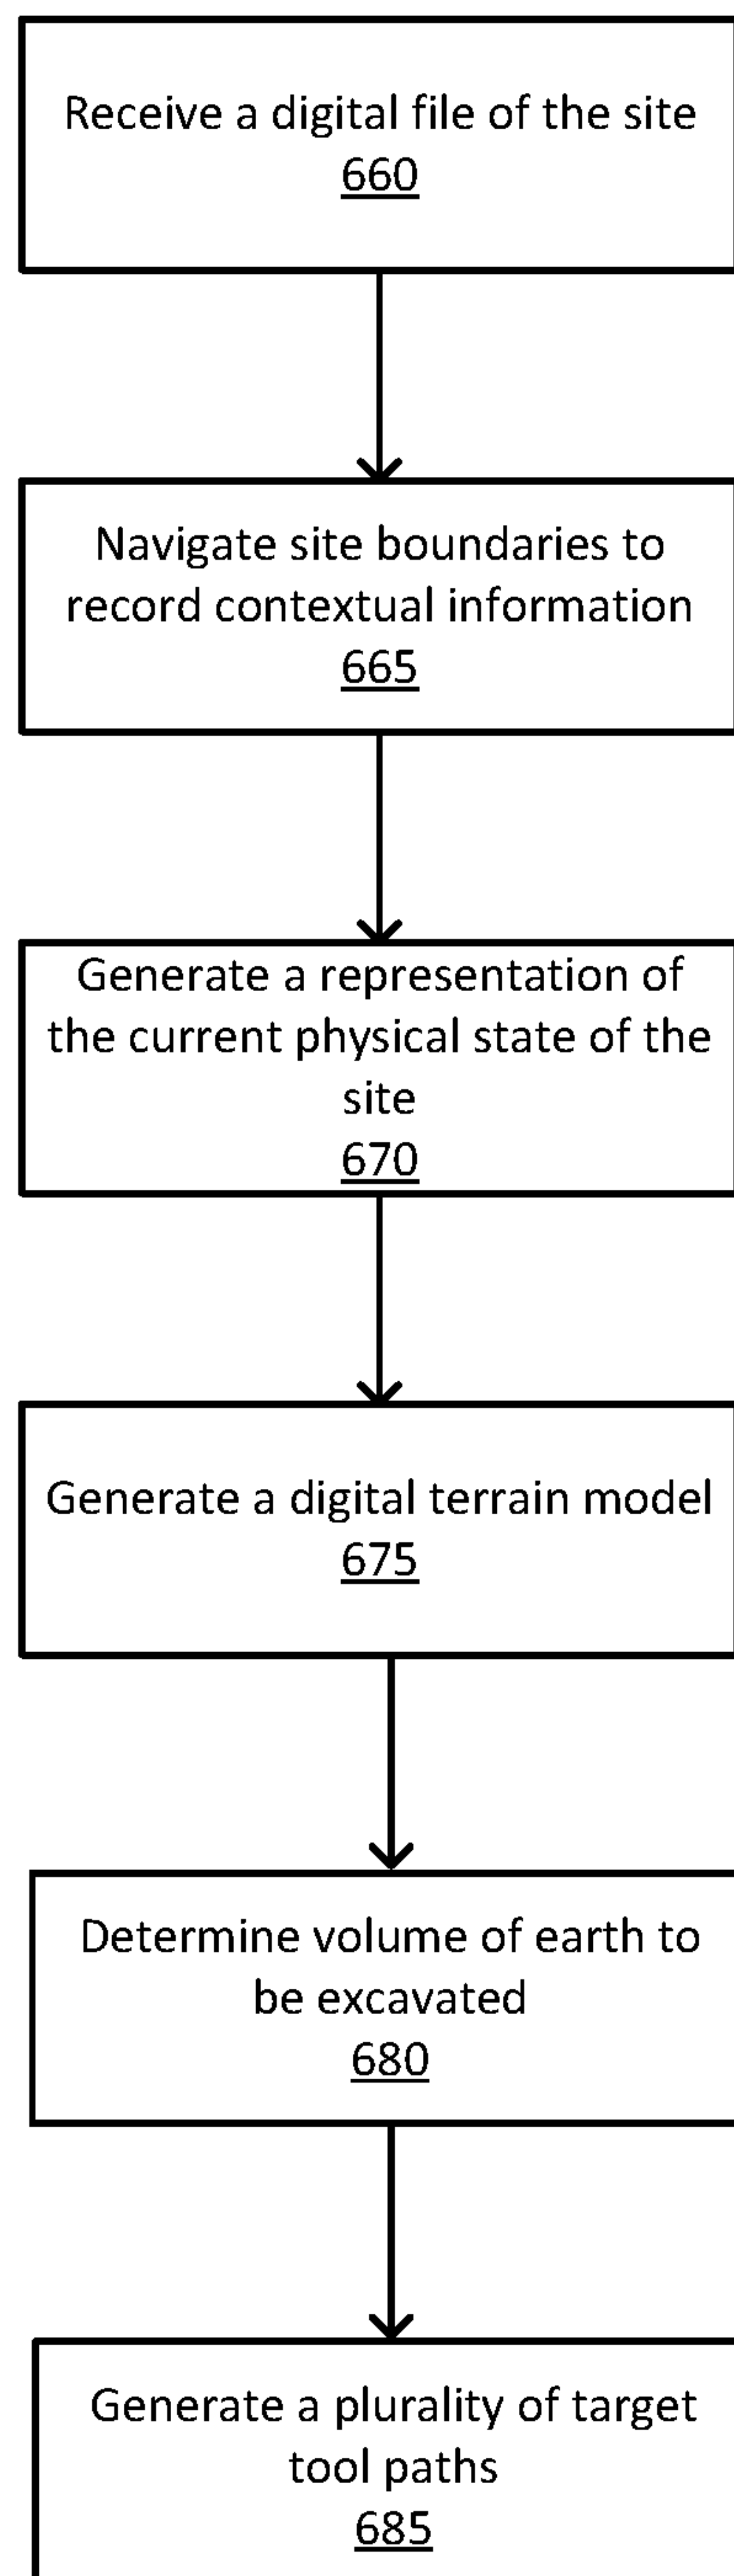 Receive a digital file of the site
660
Navigate site boundaries to
record contextual information
665
Generate a representation of
the current physical state of the
site
670
Generate a digital terrain model
675
Determine volume of earth to
be excavated
680
Generate a plurality of target
tool paths
685